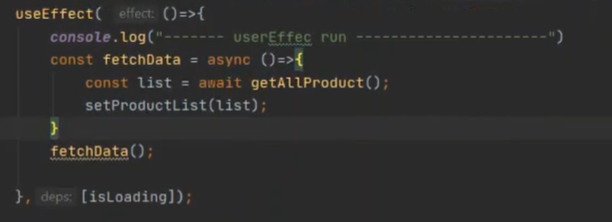 useEffect( effect: ()=>{
console.log("------- userEffec run ----------------------")
const fetchData = async ()=>{
const list = await getAllProduct();
setProductList(list);
}
fetchData();
}, deps: [isLoading]);